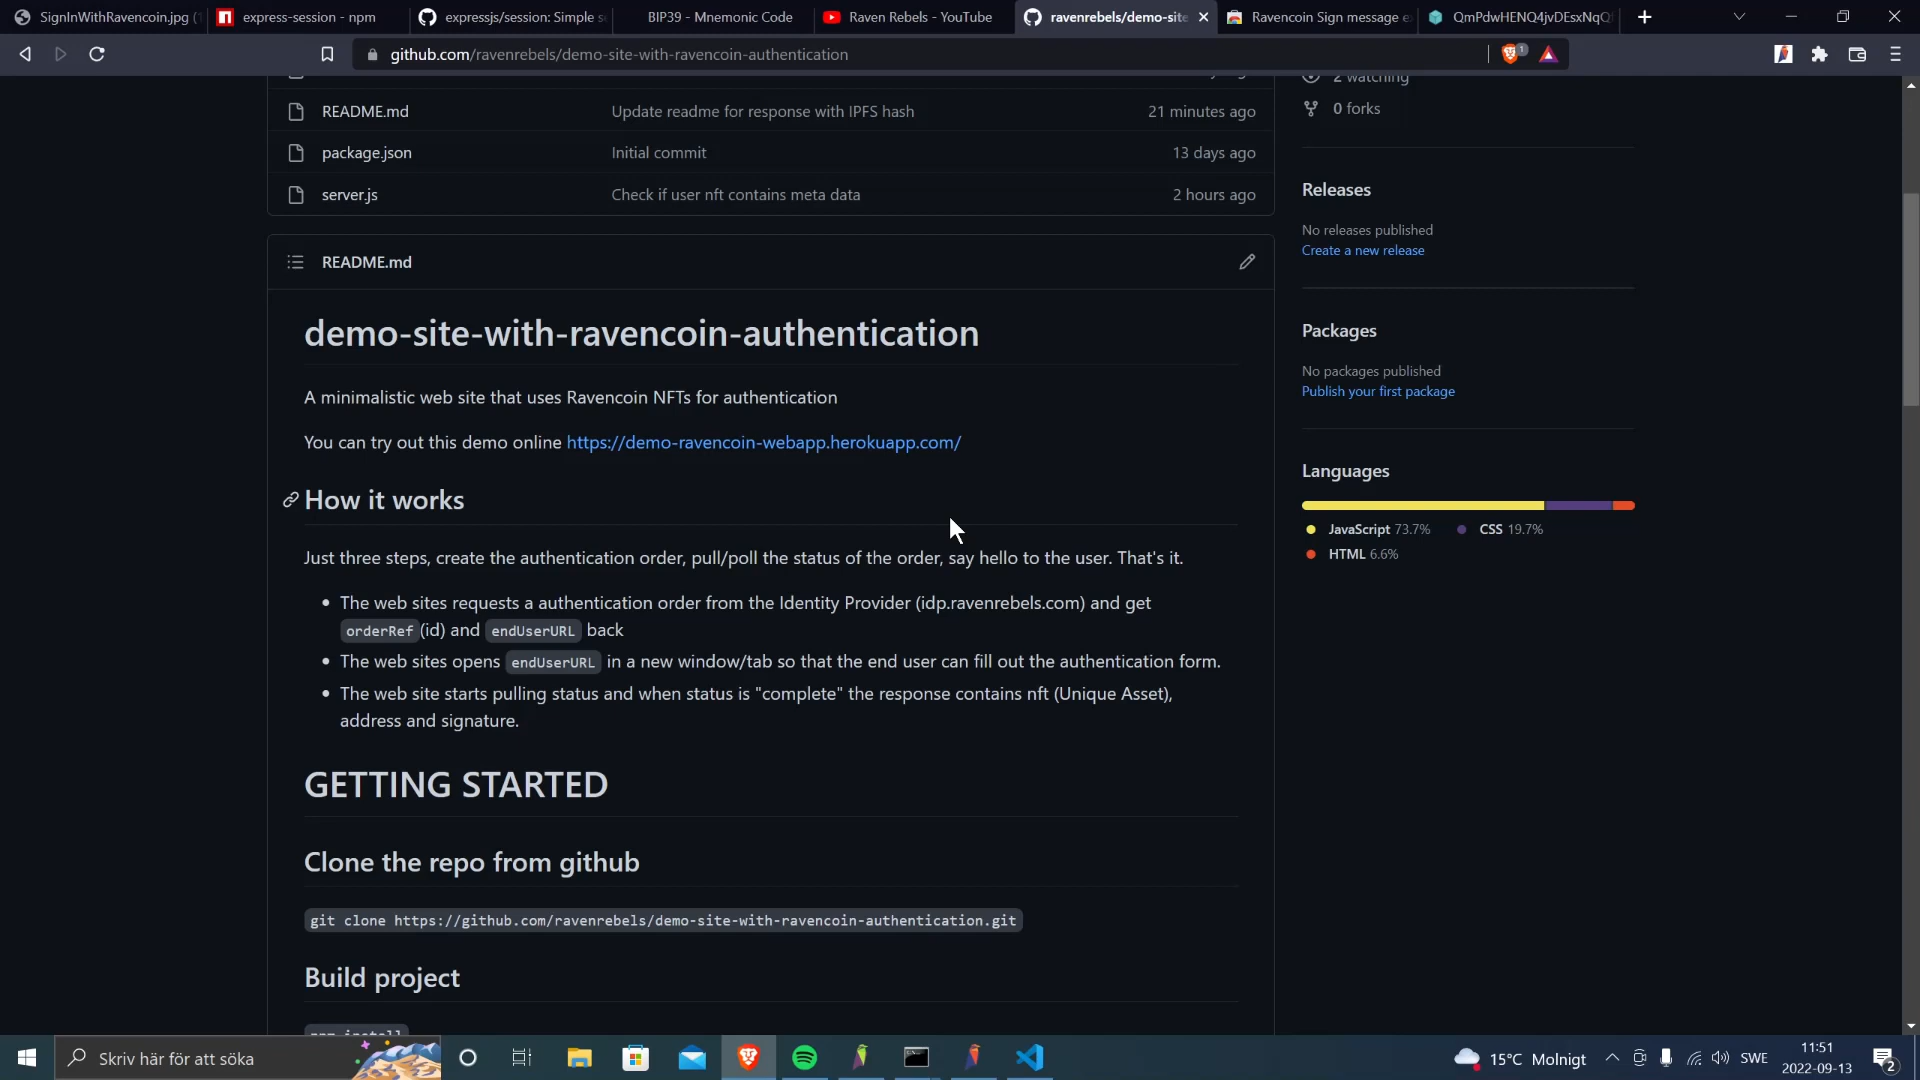 SignInWithRavencoin.jpg (1
express-session - npm
expressjs/session: Simple s
BIP39 - Mnemonic Code
Raven Rebels - YouTube
ravenrebels/demo-site
Ravencoin Sign message e
QmPdwHENQ4jvDEsxNqQ
github.com/ravenrebels/demo-site-with-ravencoin-authentication
1
2 watching
README.md
Update readme for response with IPFS hash
21 minutes ago
0 forks
package.json
Initial commit
13 days ago
server.js
Check if user nft contains meta data
2 hours ago
Releases
No releases published
Create a new release
README.md
demo-site-with-ravencoin-authentication
Packages
No packages published
Publish your first package
A minimalistic web site that uses Ravencoin NFTs for authentication
You can try out this demo online https://demo-ravencoin-webapp.herokuapp.com/
Languages
JavaScript 73.7%
CSS 19.7%
HTML 6.6%
How it works
Just three steps, create the authentication order, pull/poll the status of the order, say hello to the user. That's it.
The web sites requests a authentication order from the Identity Provider (idp.ravenrebels.com) and get
orderRef (id) and endUserURL back
The web sites opens endUserURL in a new window/tab so that the end user can fill out the authentication form.
The web site starts pulling status and when status is "complete" the response contains nft (Unique Asset),
address and signature.
GETTING STARTED
Clone the repo from github
git clone https://github.com/ravenrebels/demo-site-with-ravencoin-authentication.git
Build project
npm install
Skriv här för att söka
15°C Molnigt
SWE
11:51
2022-09-13
2